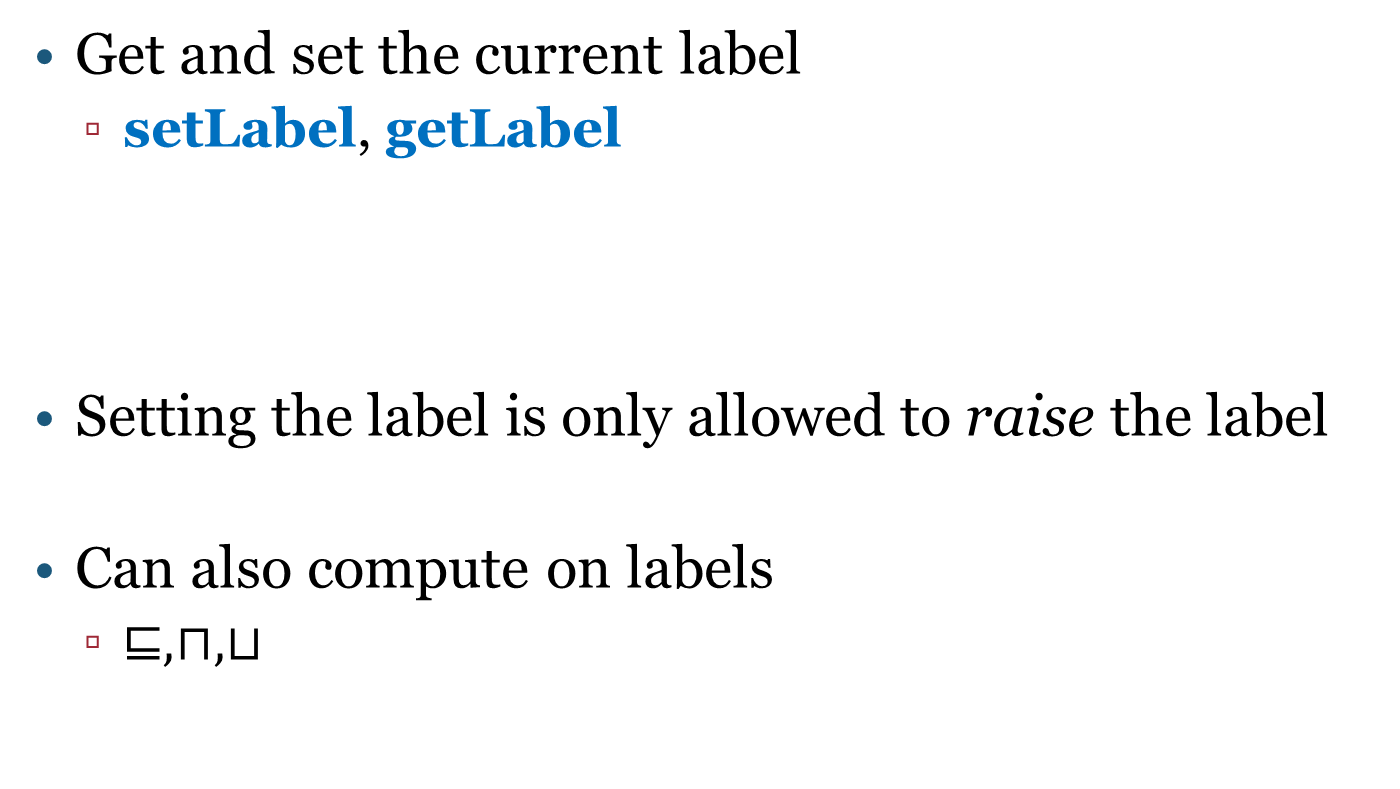 • Get and set the current label
▫ setLabel, getLabel
• Setting the label is only allowed to raise the label
• Can also compute on labels
▫ ⊑,⊓,⊔